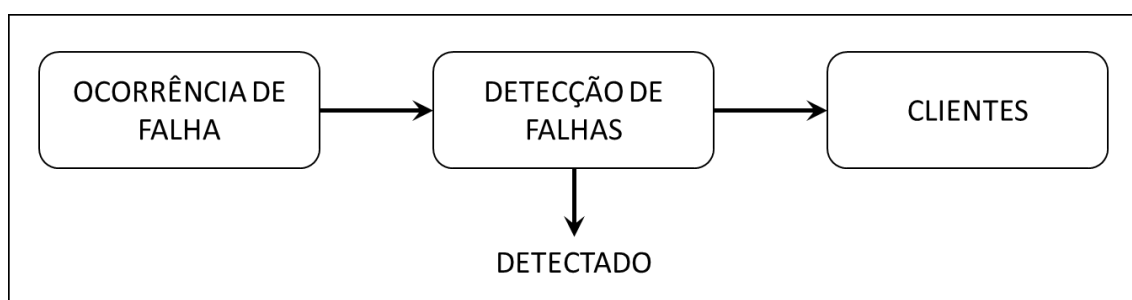 OCORRÊNCIA DE
FALHA
DETECÇÃO DE
FALHAS
CLIENTES
DETECTADO